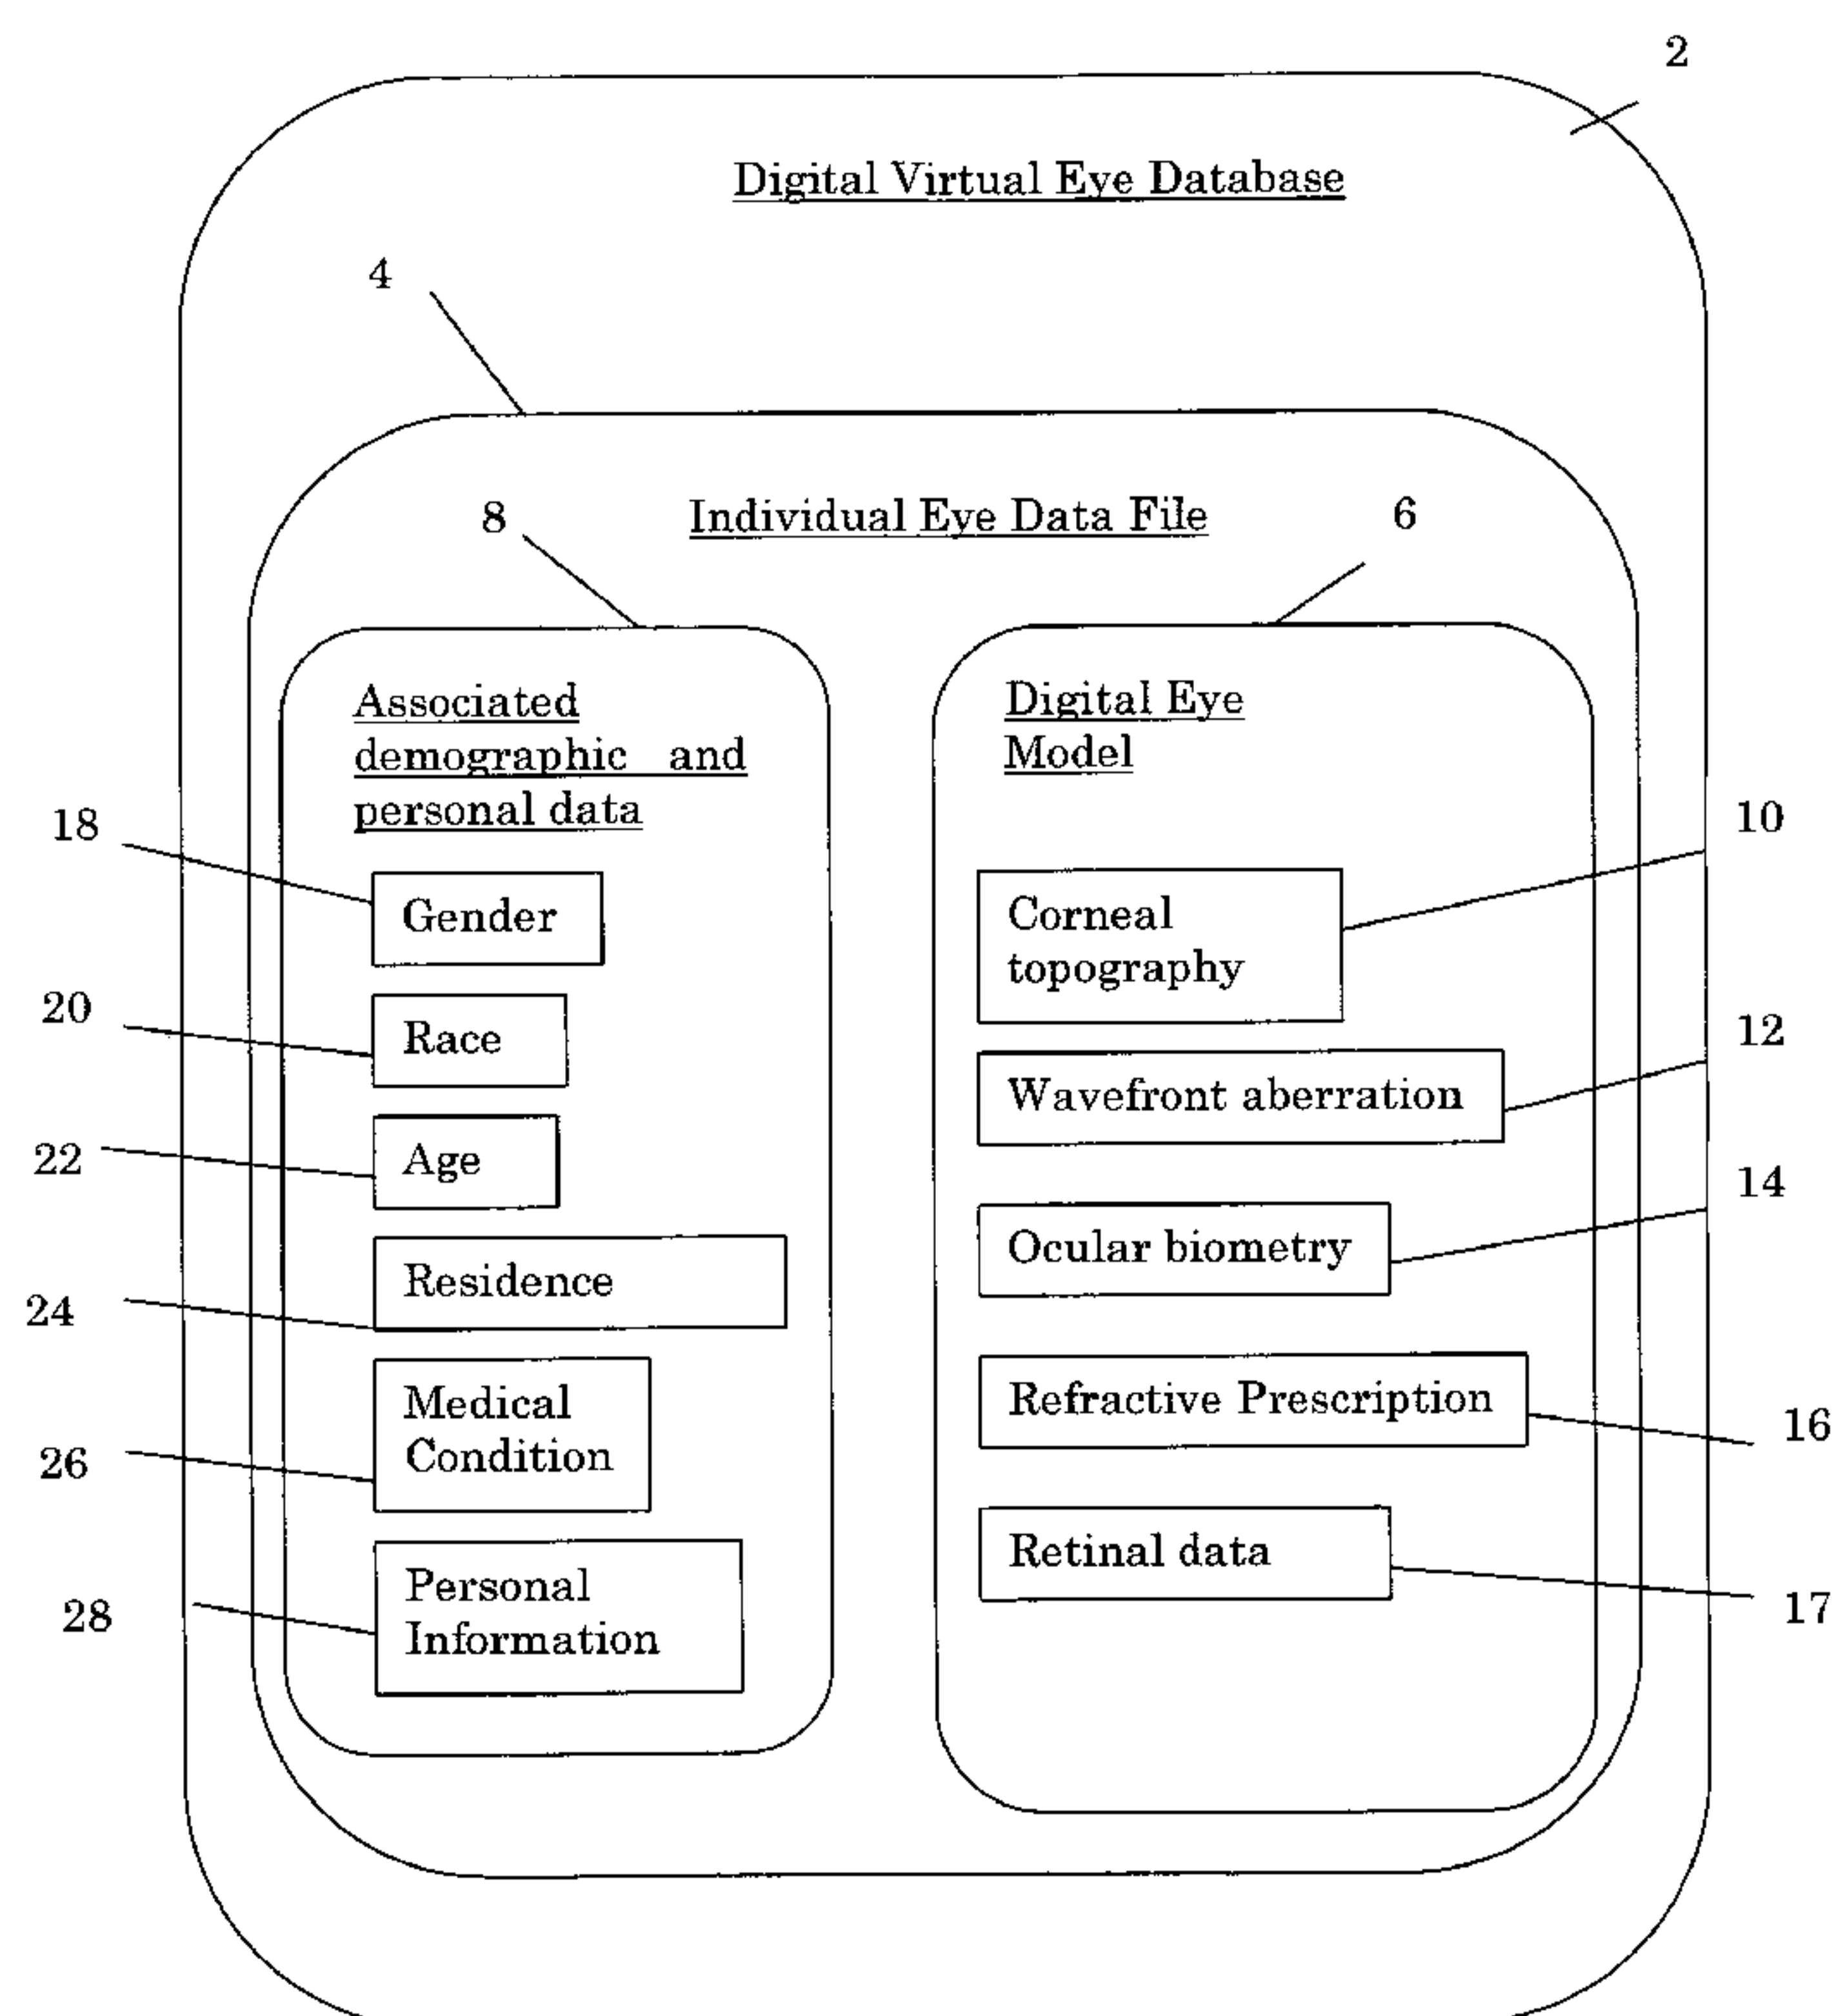 2
Digital Virtual Eye Database
4
8
Individual Eye Data File
6
Associated
demographic and
personal data
18
Gender
20
Race
22
Age
24
Residence
26
Medical
Condition
28
Personal
Information
Digital Eye
Model
10
Corneal
topography
12
Wavefront aberration
14
Ocular biometry
Refractive Prescription
16
Retinal data
17